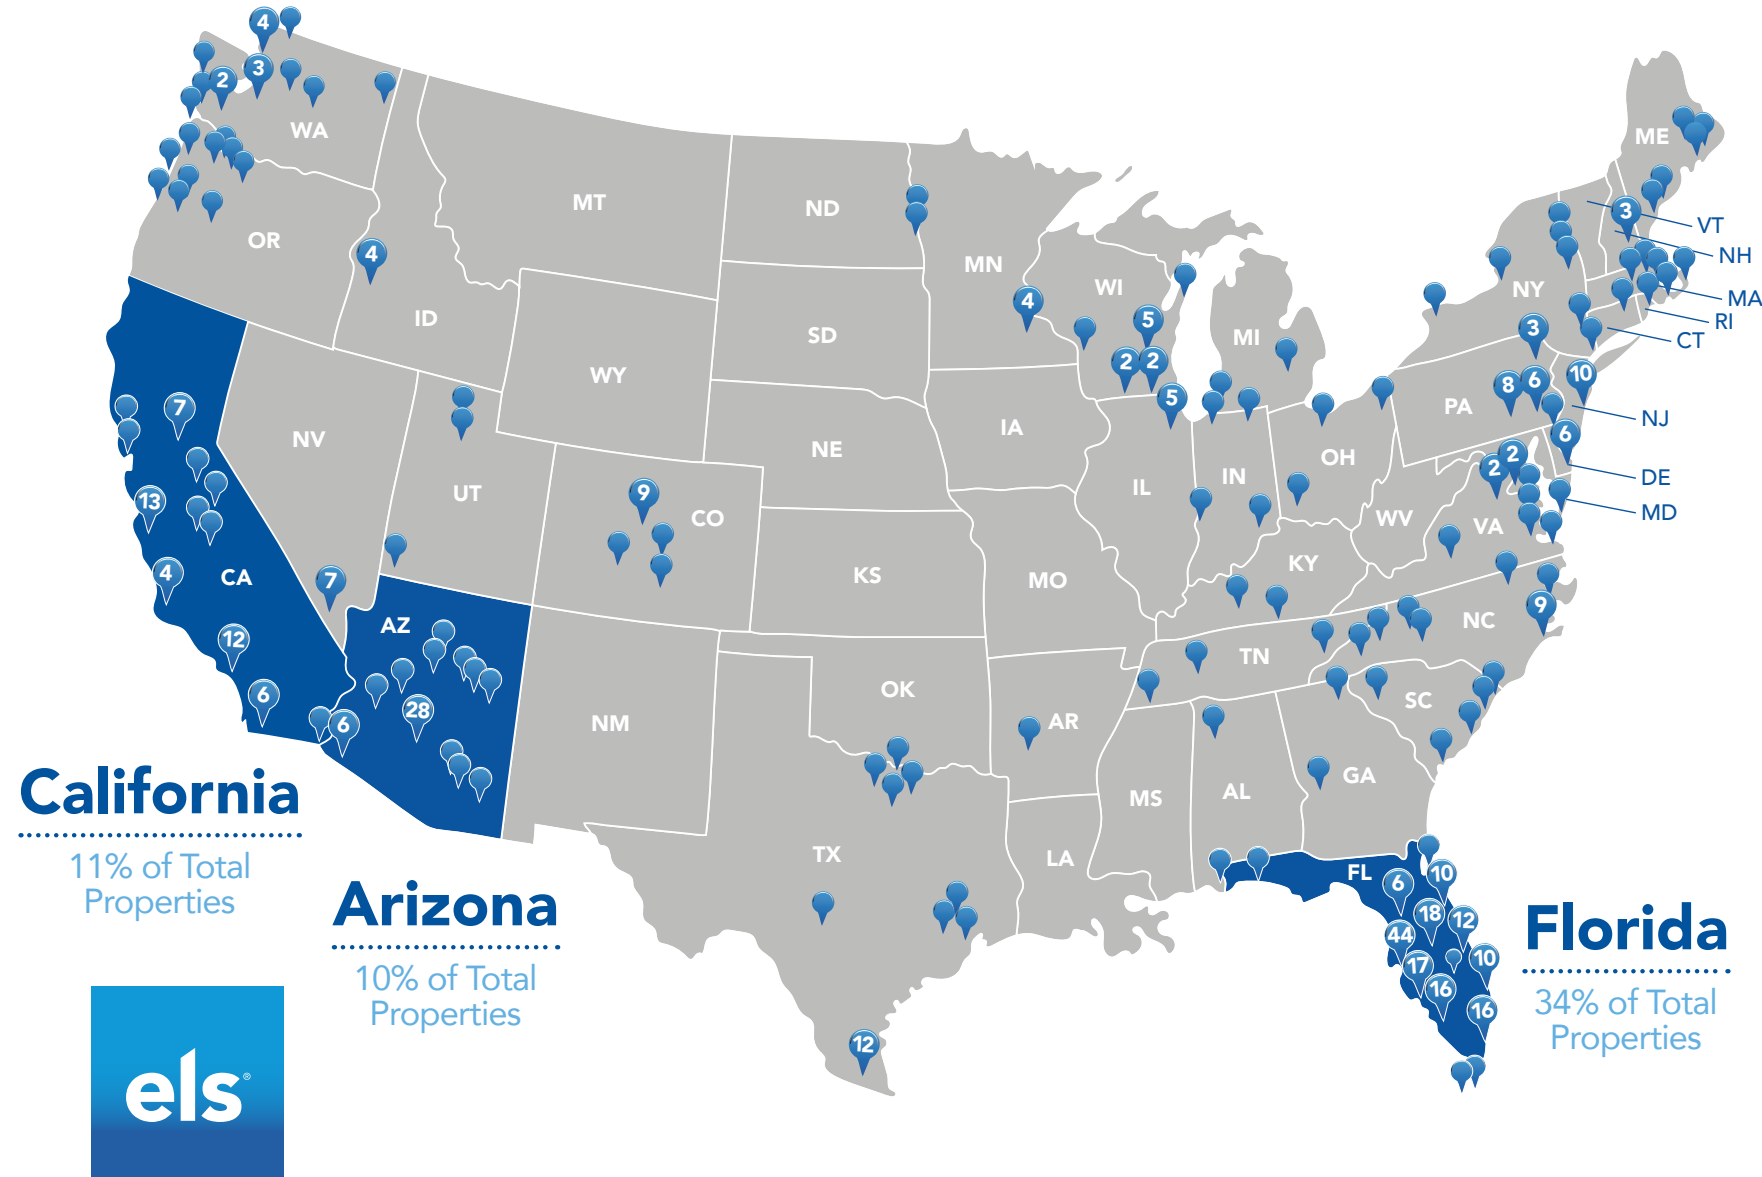 4
3
2
WA
MT
ND
MN
ME
OR
4
ID
WY
SD
4
WI
5
2
2
5
MI
NY
3
3
VT
NH
MA
RI
CT
7
13
4
CA
12
6
NV
7
UT
9
CO
NE
IA
IL
IN
OH
PA
8
6
10
NJ
6
DE
2
2
MD
WV
VA
KS
MO
KY
9
NC
AZ
28
6
NM
OK
AR
TN
SC
MS
AL
GA
TX
LA
12
FL
6
10
18
12
44
17
10
16
16
California
11% of Total
Properties
Arizona
10% of Total
Properties
Florida
34% of Total
Properties
els®